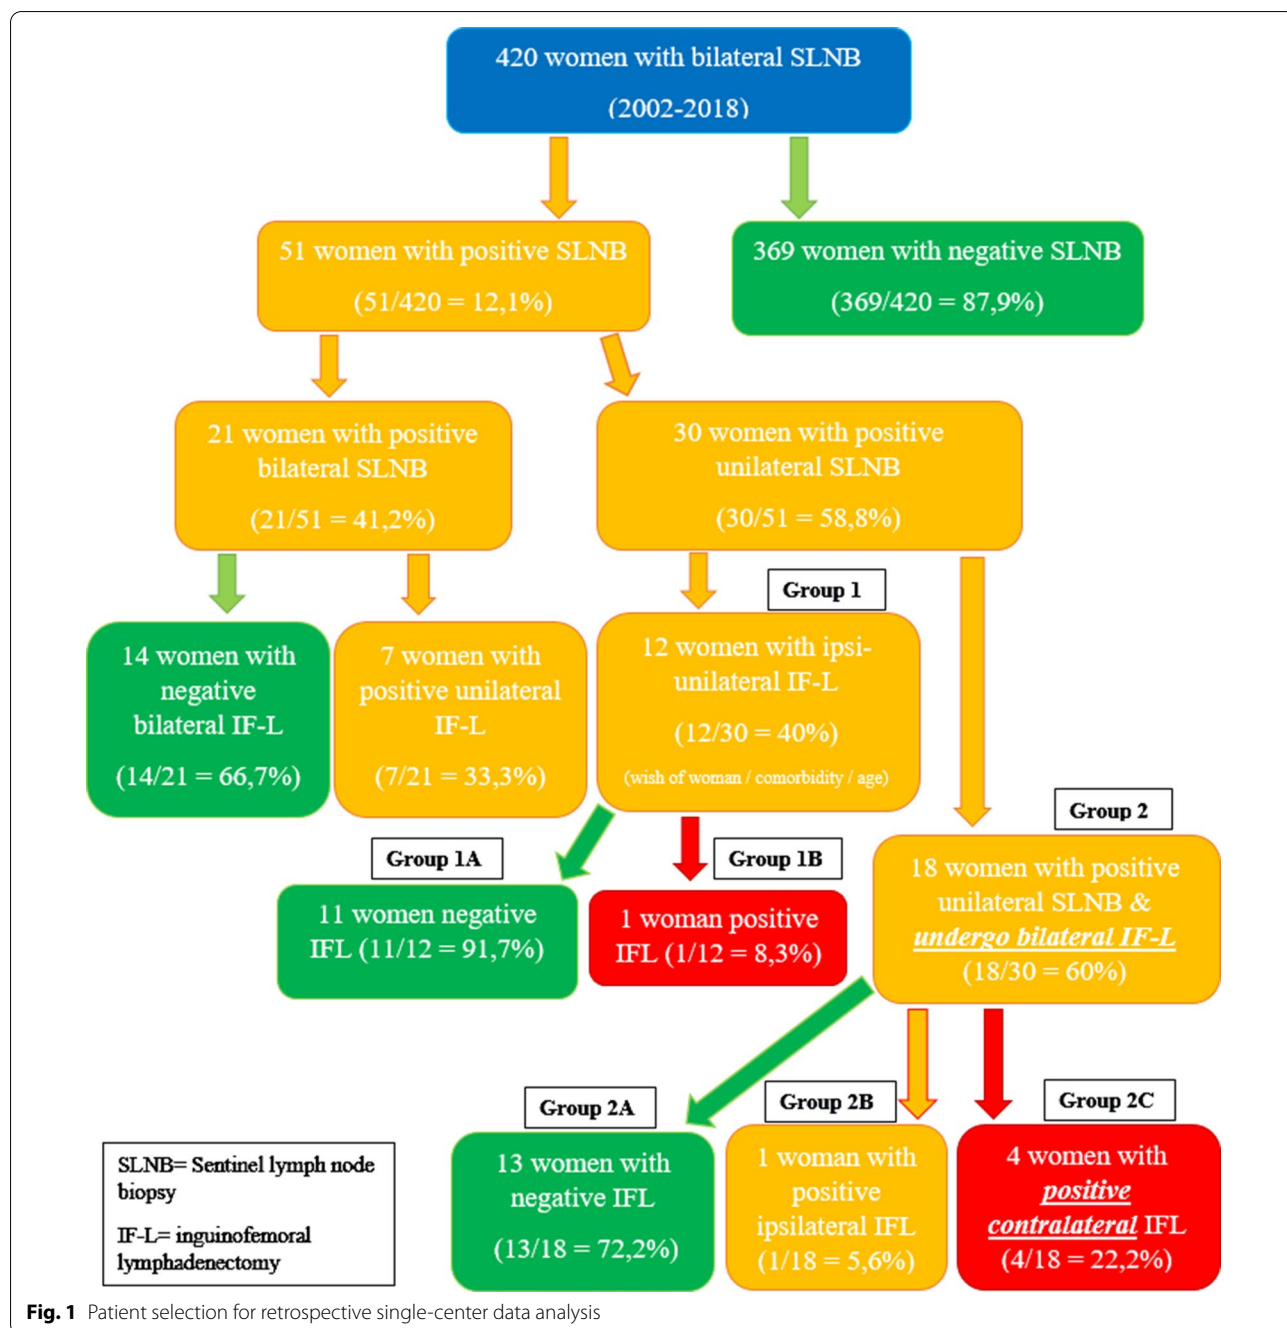 420 women with bilateral SLNB
(2002-2018)
51 women with positive SLNB
(51/420 = 12,1%)
369 women with negative SLNB
(369/420 = 87,9%)
21 women with positive
bilateral SLNB
(21/51 = 41,2%)
30 women with positive
unilateral SLNB
(30/51 = 58,8%)
Group 1
14 women with
negative
bilateral IF-L
(14/21 = 66,7%)
7 women with
positive unilateral
IF-L
(7/21 = 33,3%)
12 women with ipsi-
unilateral IF-L
(12/30 = 40%)
(wish of woman / comorbidity / age)
Group 2
18 women with positive
unilateral SLNB &
undergo bilateral IF-L
(18/30 = 60%)
Group 1A
11 women negative
IFL (11/12 = 91,7%)
Group 1B
1 woman positive
IFL (1/12 = 8,3%)
Group 2A
13 women with
negative IFL
(13/18 = 72,2%)
Group 2B
1 woman with
positive
ipsilateral IFL
(1/18 = 5,6%)
Group 2C
4 women with
positive
contralateral IFL
(4/18 = 22,2%)
SLNB= Sentinel lymph node
biopsy
IF-L= inguinofemoral
lymphadenectomy
Fig. 1 Patient selection for retrospective single-center data analysis